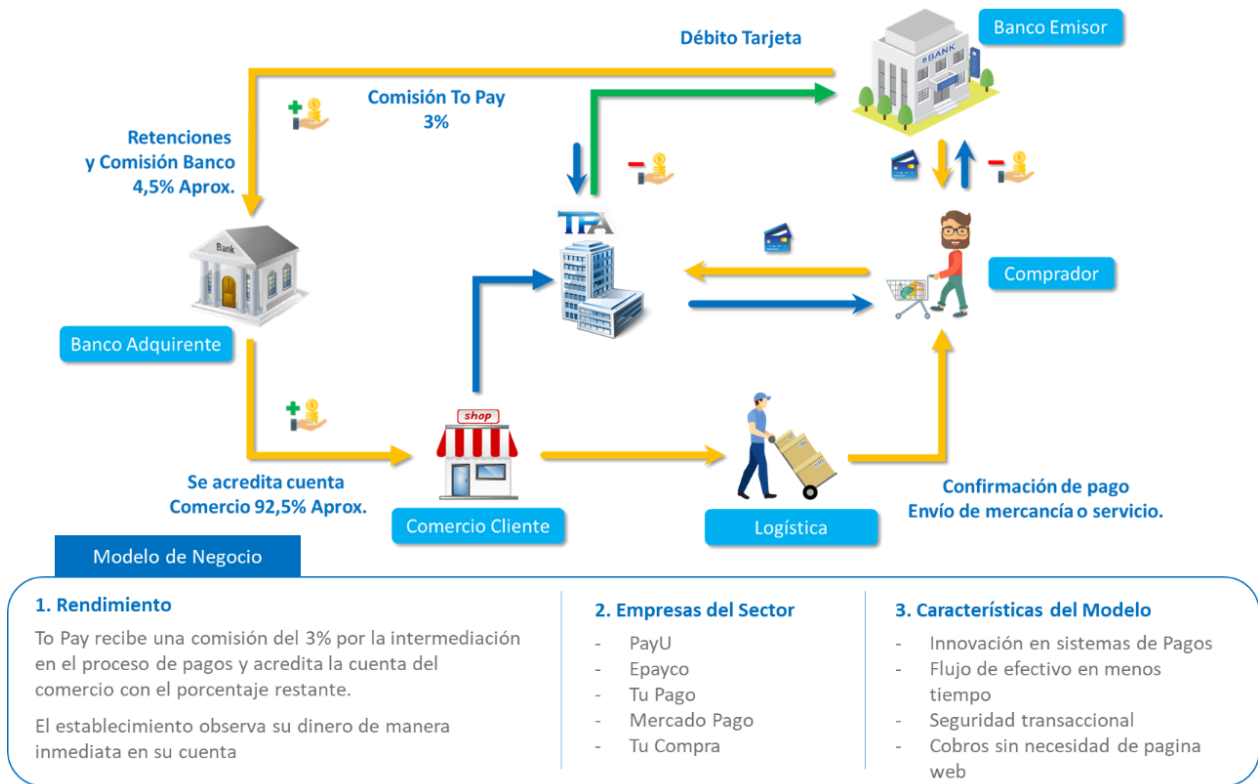 Banco Emisor
Débito Tarjeta
BANK
Comisión To Pay
3%
Retenciones
y Comisión Banco
4,5% Aprox.
TPA
Bank
Comprador
Banco Adquirente
shop
Se acredita cuenta
Comercio 92,5% Aprox.
Comercio Cliente
Logística
Confirmación de pago
Envío de mercancía o servicio.
Modelo de Negocio
1. Rendimiento
To Pay recibe una comisión del 3% por la intermediación
en el proceso de pagos y acredita la cuenta del
comercio con el porcentaje restante.
El establecimiento observa su dinero de manera
inmediata en su cuenta
2. Empresas del Sector
- PayU
- Epayco
- Tu Pago
- Mercado Pago
- Tu Compra
3. Características del Modelo
- Innovación en sistemas de Pagos
- Flujo de efectivo en menos
tiempo
- Seguridad transaccional
- Cobros sin necesidad de pagina
web